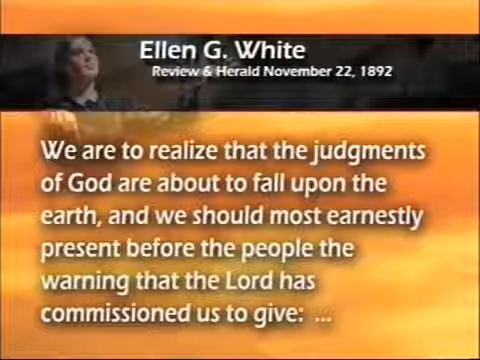 Ellen G. White
Review & Herald November 22, 1892
We are to realize that the judgments
of God are about to fall upon the
earth, and we should most earnestly
present before the people the
warning that the Lord has
commissioned us to give:  ...